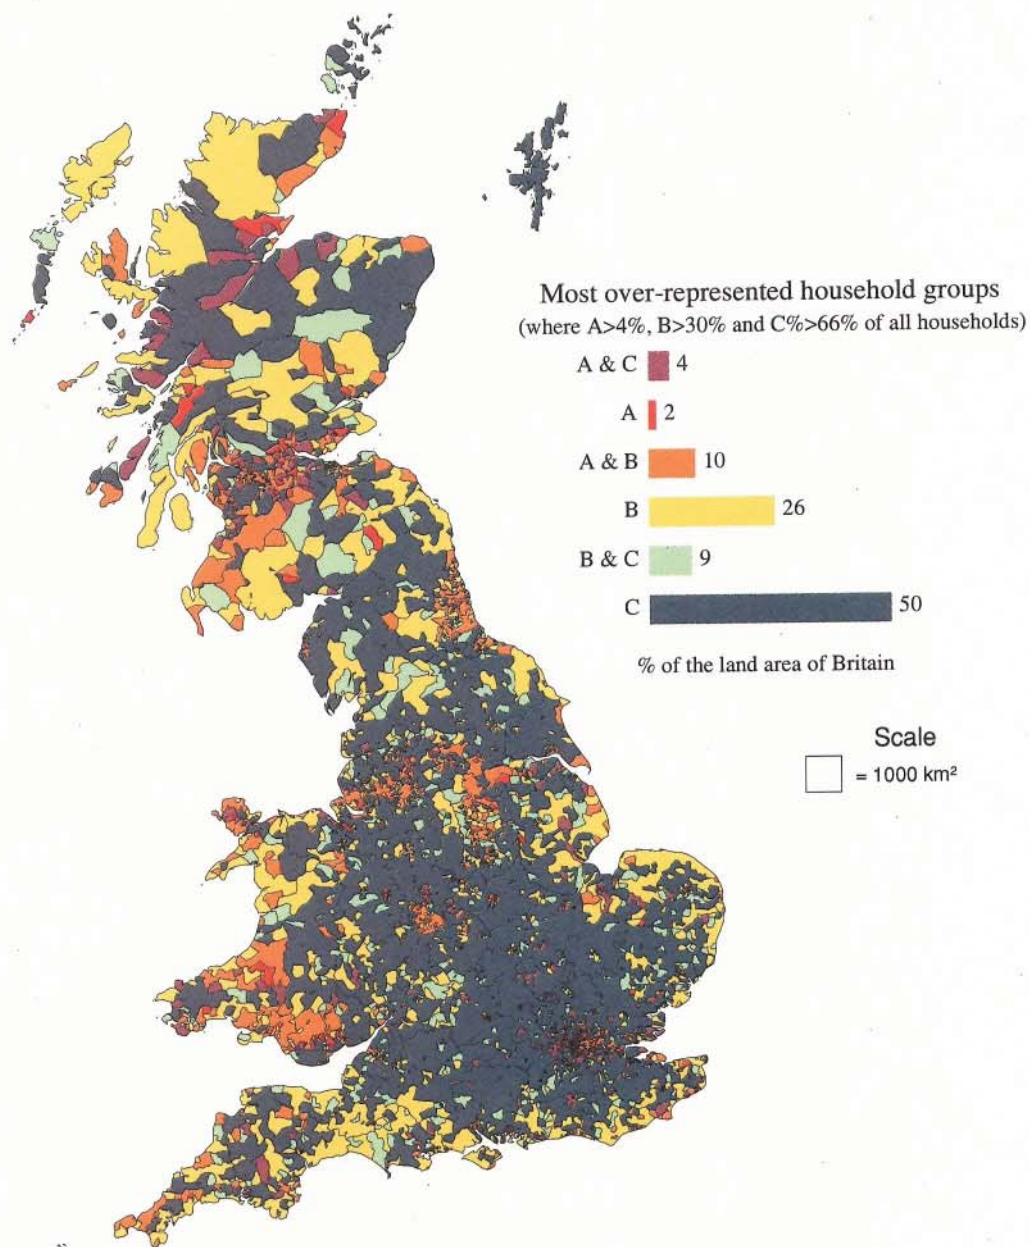 Most over-represented household groups
(where A>4%, B>30% and C%>66% of all households)
A & C 4
A 2
A & B 10
B 26
B & C 9
C 50
% of the land area of Britain
Scale
= 1000 km²